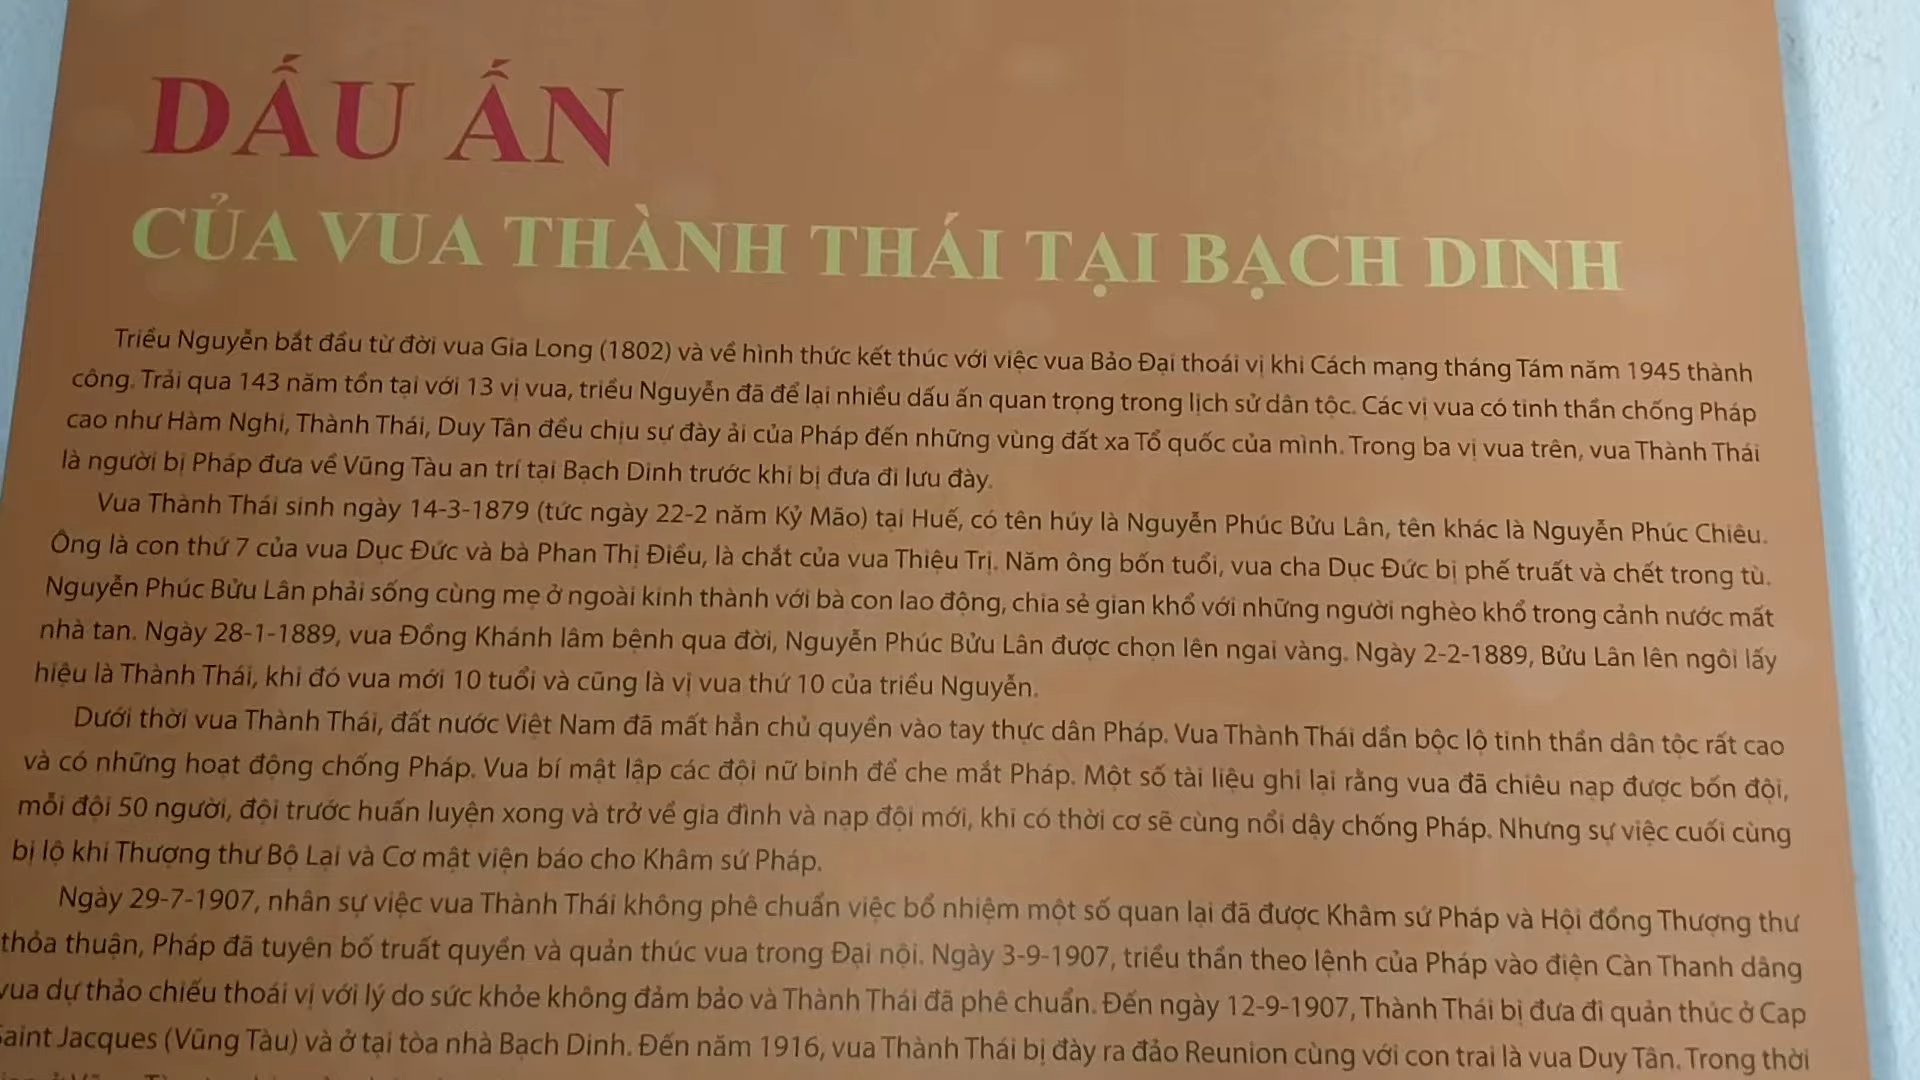 DẤU ẤN
CỦA VUA THÀNH THÁI TẠI BẠCH DINH
Triều Nguyễn bắt đầu từ đời vua Gia Long (1802) và về hình thức kết thúc với việc vua Bảo Đại thoái vị khi Cách mạng tháng Tám năm 1945 thành
công. Trải qua 143 năm tồn tại với 13 vị vua, triều Nguyễn đã để lại nhiều dấu ấn quan trọng trong lịch sử dân tộc. Các vị vua có tinh thần chống Pháp
cao như Hàm Nghi, Thành Thái, Duy Tân đều chịu sự đày ải của Pháp đến những vùng đất xa Tổ quốc của mình. Trong ba vị vua trên, vua Thành Thái
là người bị Pháp đưa về Vũng Tàu an trí tại Bạch Dinh trước khi bị đưa đi lưu đày.
Vua Thành Thái sinh ngày 14-3-1879 (tức ngày 22-2 năm Kỷ Mão) tại Huế, có tên húy là Nguyễn Phúc Bửu Lân, tên khác là Nguyễn Phúc Chiêu.
Ông là con thứ 7 của vua Dục Đức và bà Phan Thị Điểu, là chắt của vua Thiệu Trị. Năm ông bốn tuổi, vua cha Dục Đức bị phế truất và chết trong tù.
Nguyễn Phúc Bửu Lân phải sống cùng mẹ ở ngoài kinh thành với bà con lao động, chia sẻ gian khổ với những người nghèo khổ trong cảnh nước mất
nhà tan. Ngày 28-1-1889, vua Đồng Khánh lâm bệnh qua đời, Nguyễn Phúc Bửu Lân được chọn lên ngai vàng. Ngày 2-2-1889, Bửu Lân lên ngôi lấy
hiệu là Thành Thái, khi đó vua mới 10 tuổi và cũng là vị vua thứ 10 của triều Nguyễn.
Dưới thời vua Thành Thái, đất nước Việt Nam đã mất hẳn chủ quyền vào tay thực dân Pháp. Vua Thành Thái dần bộc lộ tinh thần dân tộc rất cao
và có những hoạt động chống Pháp. Vua bí mật lập các đội nữ binh để che mắt Pháp. Một số tài liệu ghi lại rằng vua đã chiêu nạp được bốn đội,
mỗi đội 50 người, đội trước huấn luyện xong và trở về gia đình và nạp đội mới, khi có thời cơ sẽ cùng nổi dậy chống Pháp. Nhưng sự việc cuối cùng
bị lộ khi Thượng thư Bộ Lại và Cơ mật viện báo cho Khâm sứ Pháp.
Ngày 29-7-1907, nhân sự việc vua Thành Thái không phê chuẩn việc bổ nhiệm một số quan lại đã được Khâm sứ Pháp và Hội đồng Thượng thư
thỏa thuận, Pháp đã tuyên bố truất quyền và quản thúc vua trong Đại nội. Ngày 3-9-1907, triều thần theo lệnh của Pháp vào điện Càn Thanh dâng
vua dự thảo chiếu thoái vị với lý do sức khỏe không đảm bảo và Thành Thái đã phê chuẩn. Đến ngày 12-9-1907, Thành Thái bị đưa đi quản thúc ở Cap
Saint Jacques (Vũng Tàu) và ở tại tòa nhà Bạch Dinh. Đến năm 1916, vua Thành Thái bị đày ra đảo Reunion cùng với con trai là vua Duy Tân. Trong thời